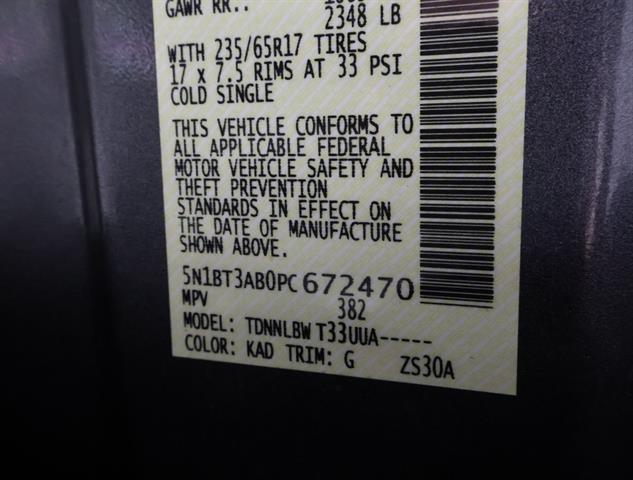 GAWR RR..
2348 LB
WITH 235/65R17 TIRES
17 x 7.5 RIMS AT 33 PSI
COLD SINGLE
THIS VEHICLE CONFORMS TO
ALL APPLICABLE FEDERAL
MOTOR VEHICLE SAFETY AND
THEFT PREVENTION
STANDARDS IN EFFECT ON
THE DATE OF MANUFACTURE
SHOWN ABOVE.
5N1BT3AB0PC672470
MPV 382
MODEL: TDNNLBW T33UUA-----
COLOR: KAD TRIM: G ZS30A